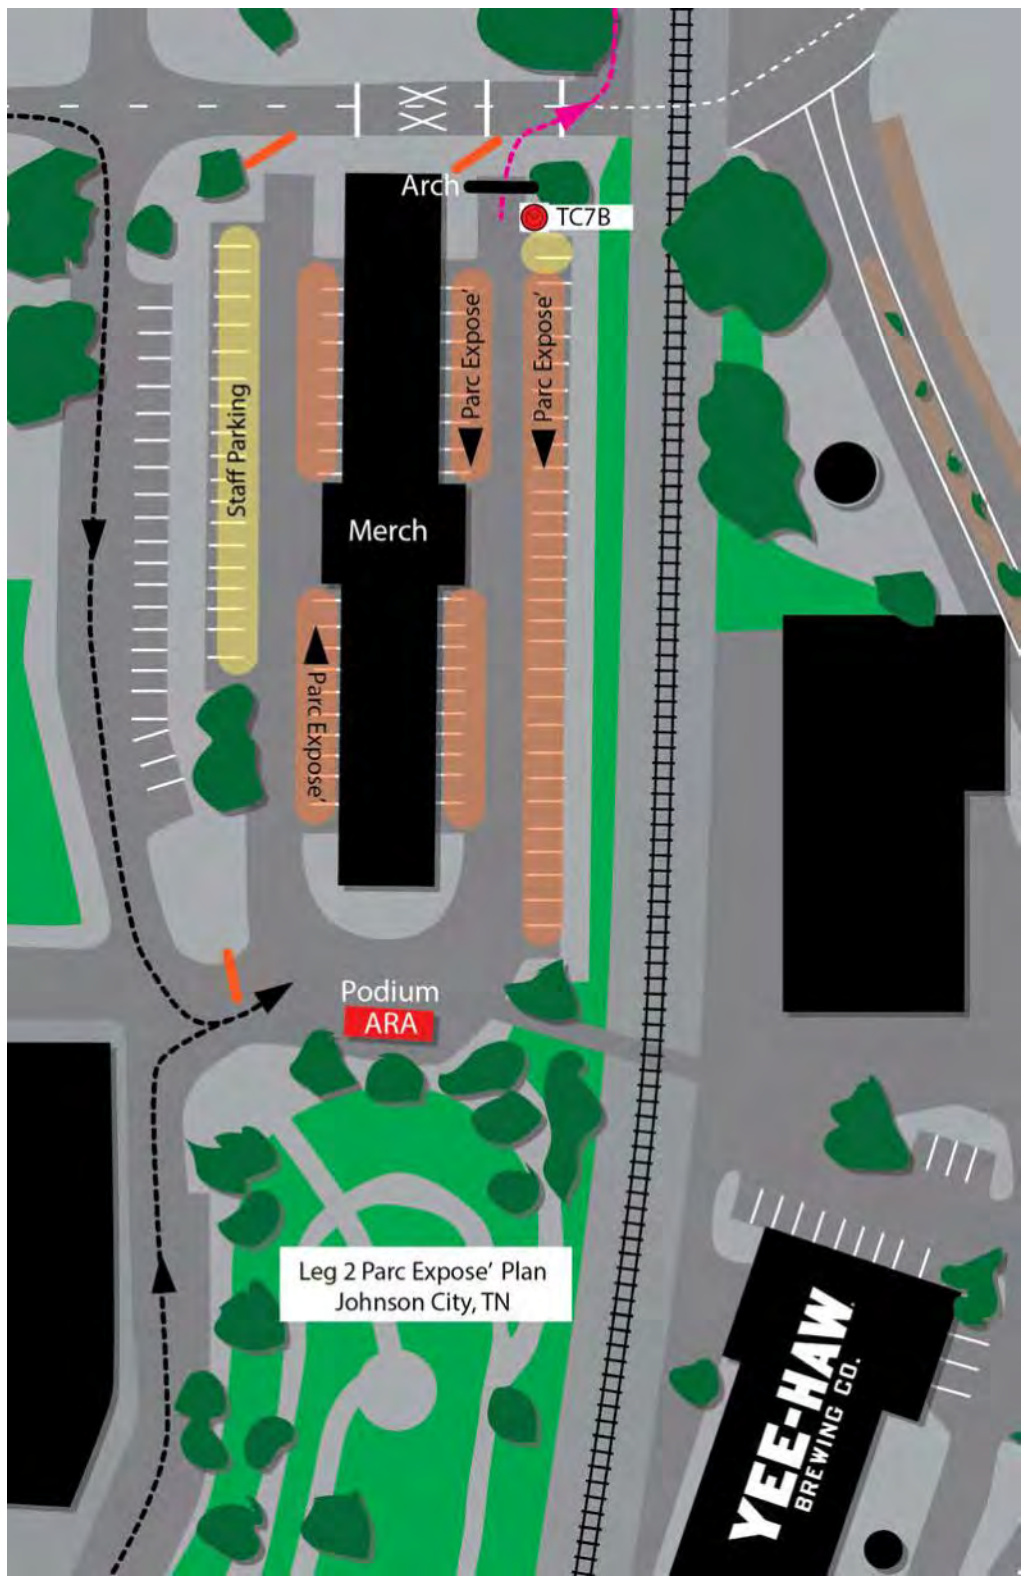 Arch
TC7B
Parc Expose'
Parc Expose'
Staff Parking
Merch
Parc Expose'
Podium
ARA
Leg 2 Parc Expose' Plan
Johnson City, TN
YEE-HAW
BREWING CO.